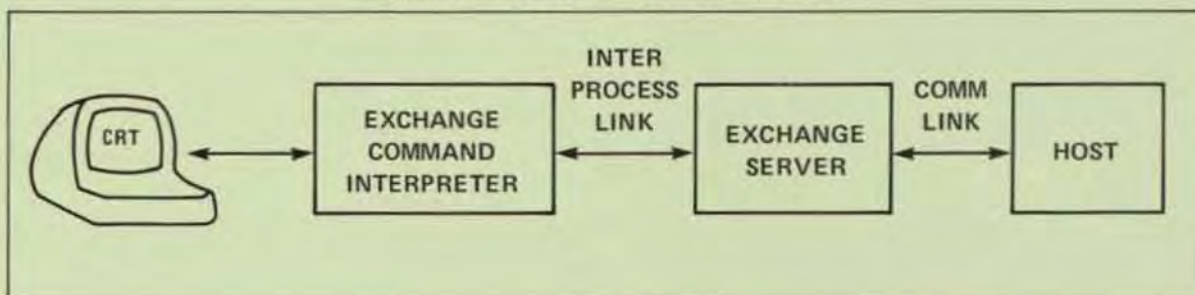 CRT
EXCHANGE
COMMAND
INTERPRETER
INTER
PROCESS
LINK
EXCHANGE
SERVER
COMM
LINK
HOST